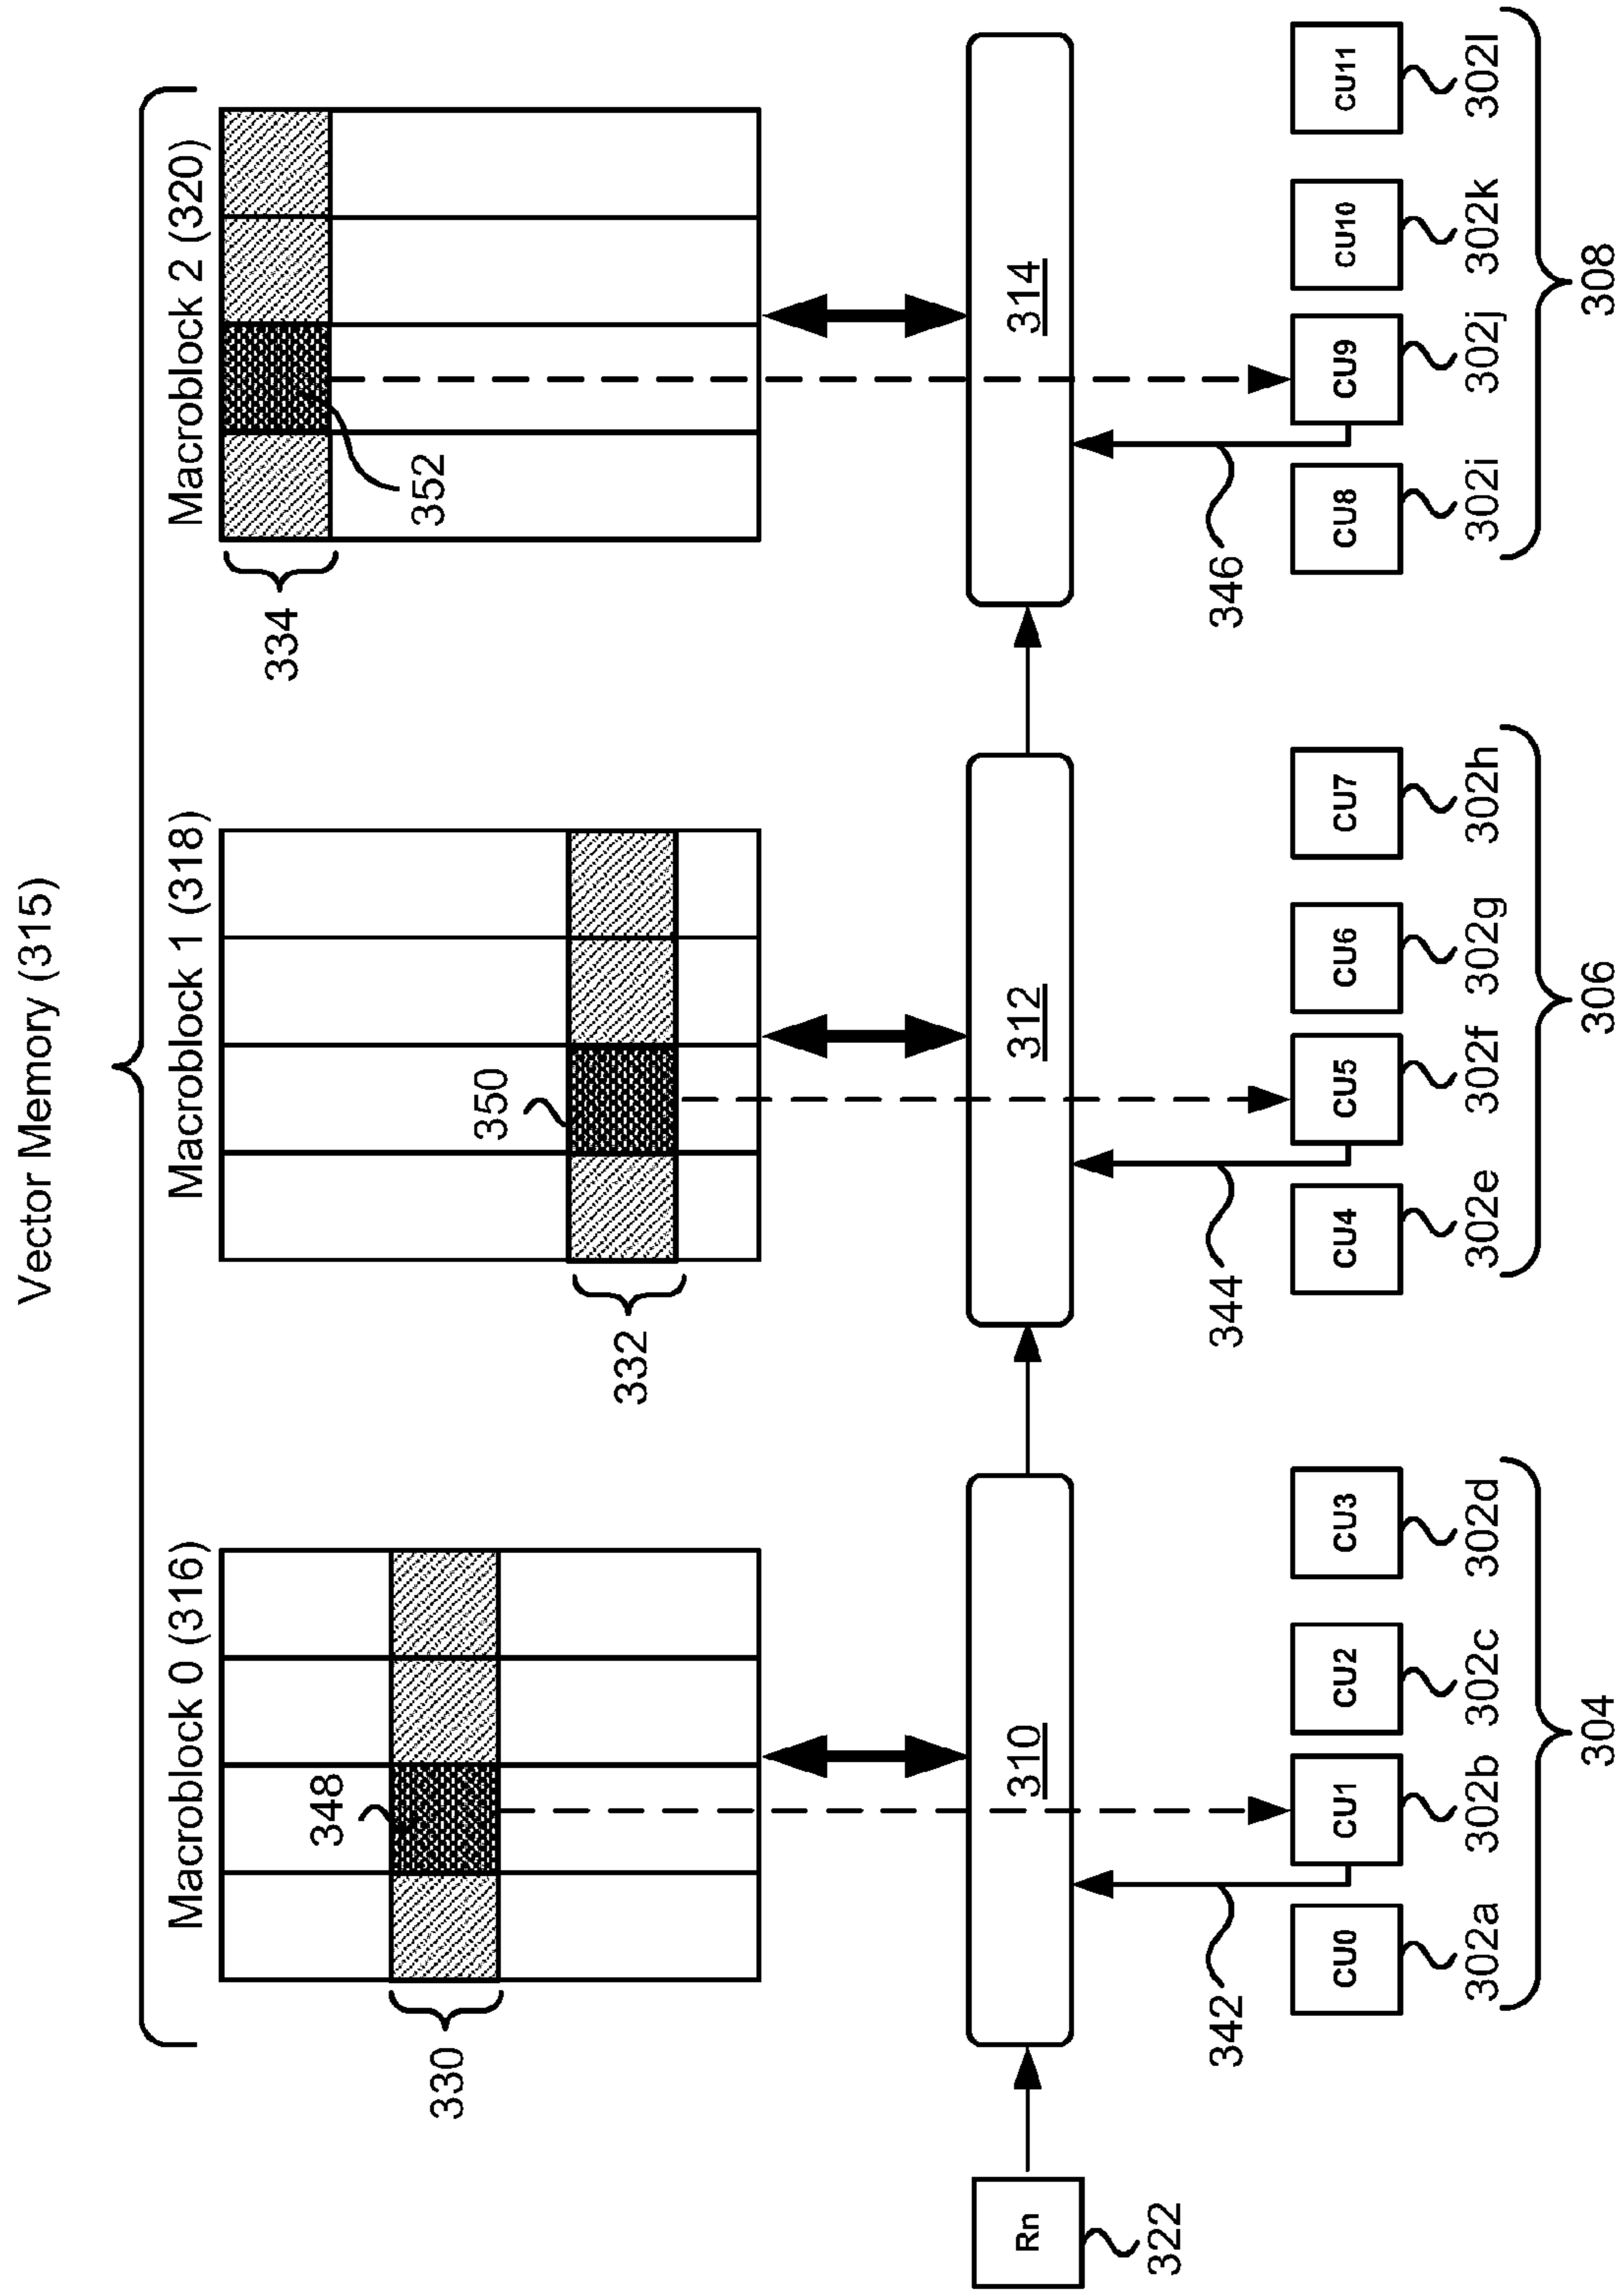 Vector Memory (315)
Macroblock 0 (316)
Macroblock 1 (318)
Macroblock 2 (320)
334
352
348
350
330
332
Rn
322
310
312
314
342
344
346
CU0
CU1
CU2
CU3
CU4
CU5
CU6
CU7
CU8
CU9
CU10
CU11
302a
302b
302c
302d
302e
302f
302g
302h
302i
302j
302k
302l
304
306
308